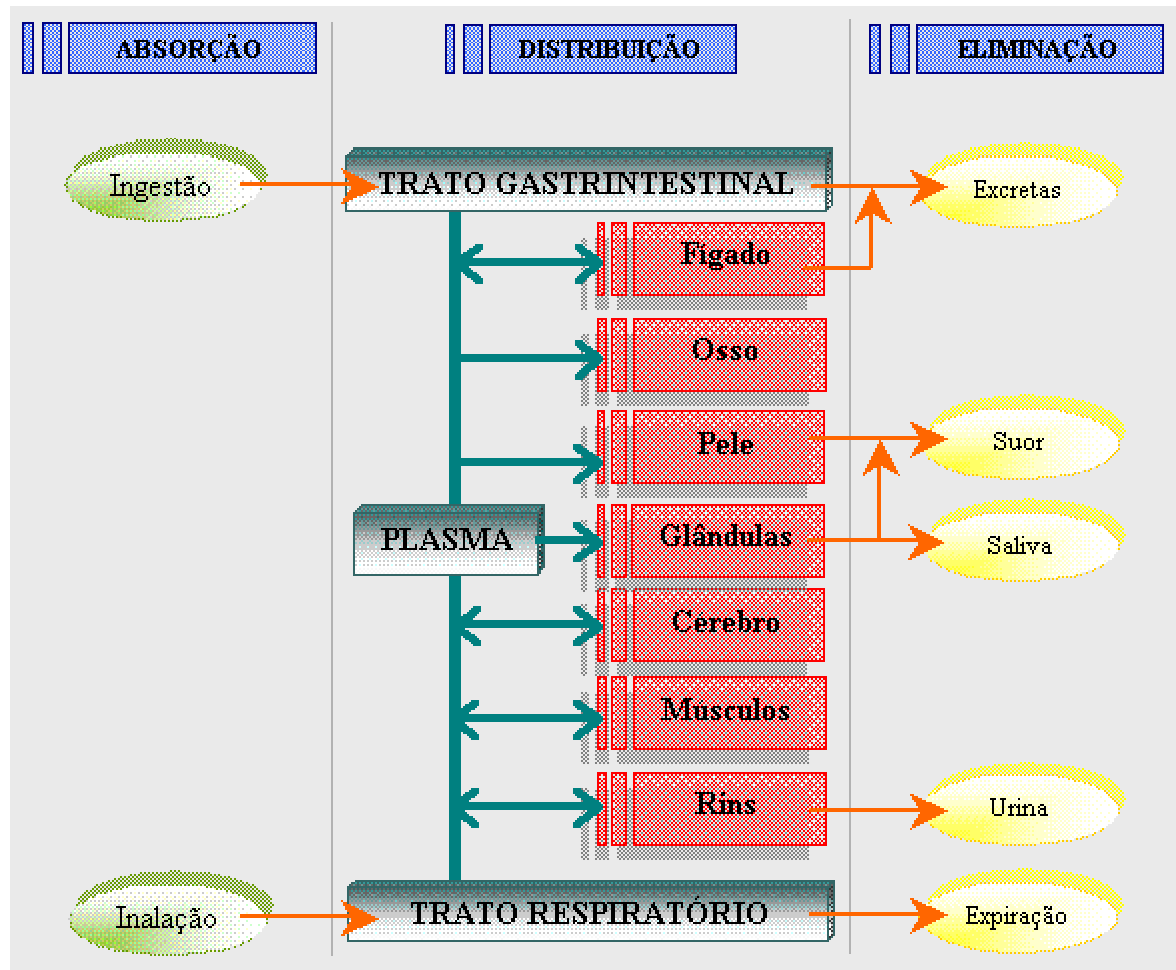 ABSORÇÃO
DISTRIBUIÇÃO
ELIMINAÇÃO
Ingestão
TRATO GASTRINTESTINAL
Excretas
Fígado
Osso
Pele
Suor
PLASMA
Glândulas
Saliva
Cérebro
Musculos
Rins
Urina
Inalação
TRATO RESPIRATÓRIO
Expiração